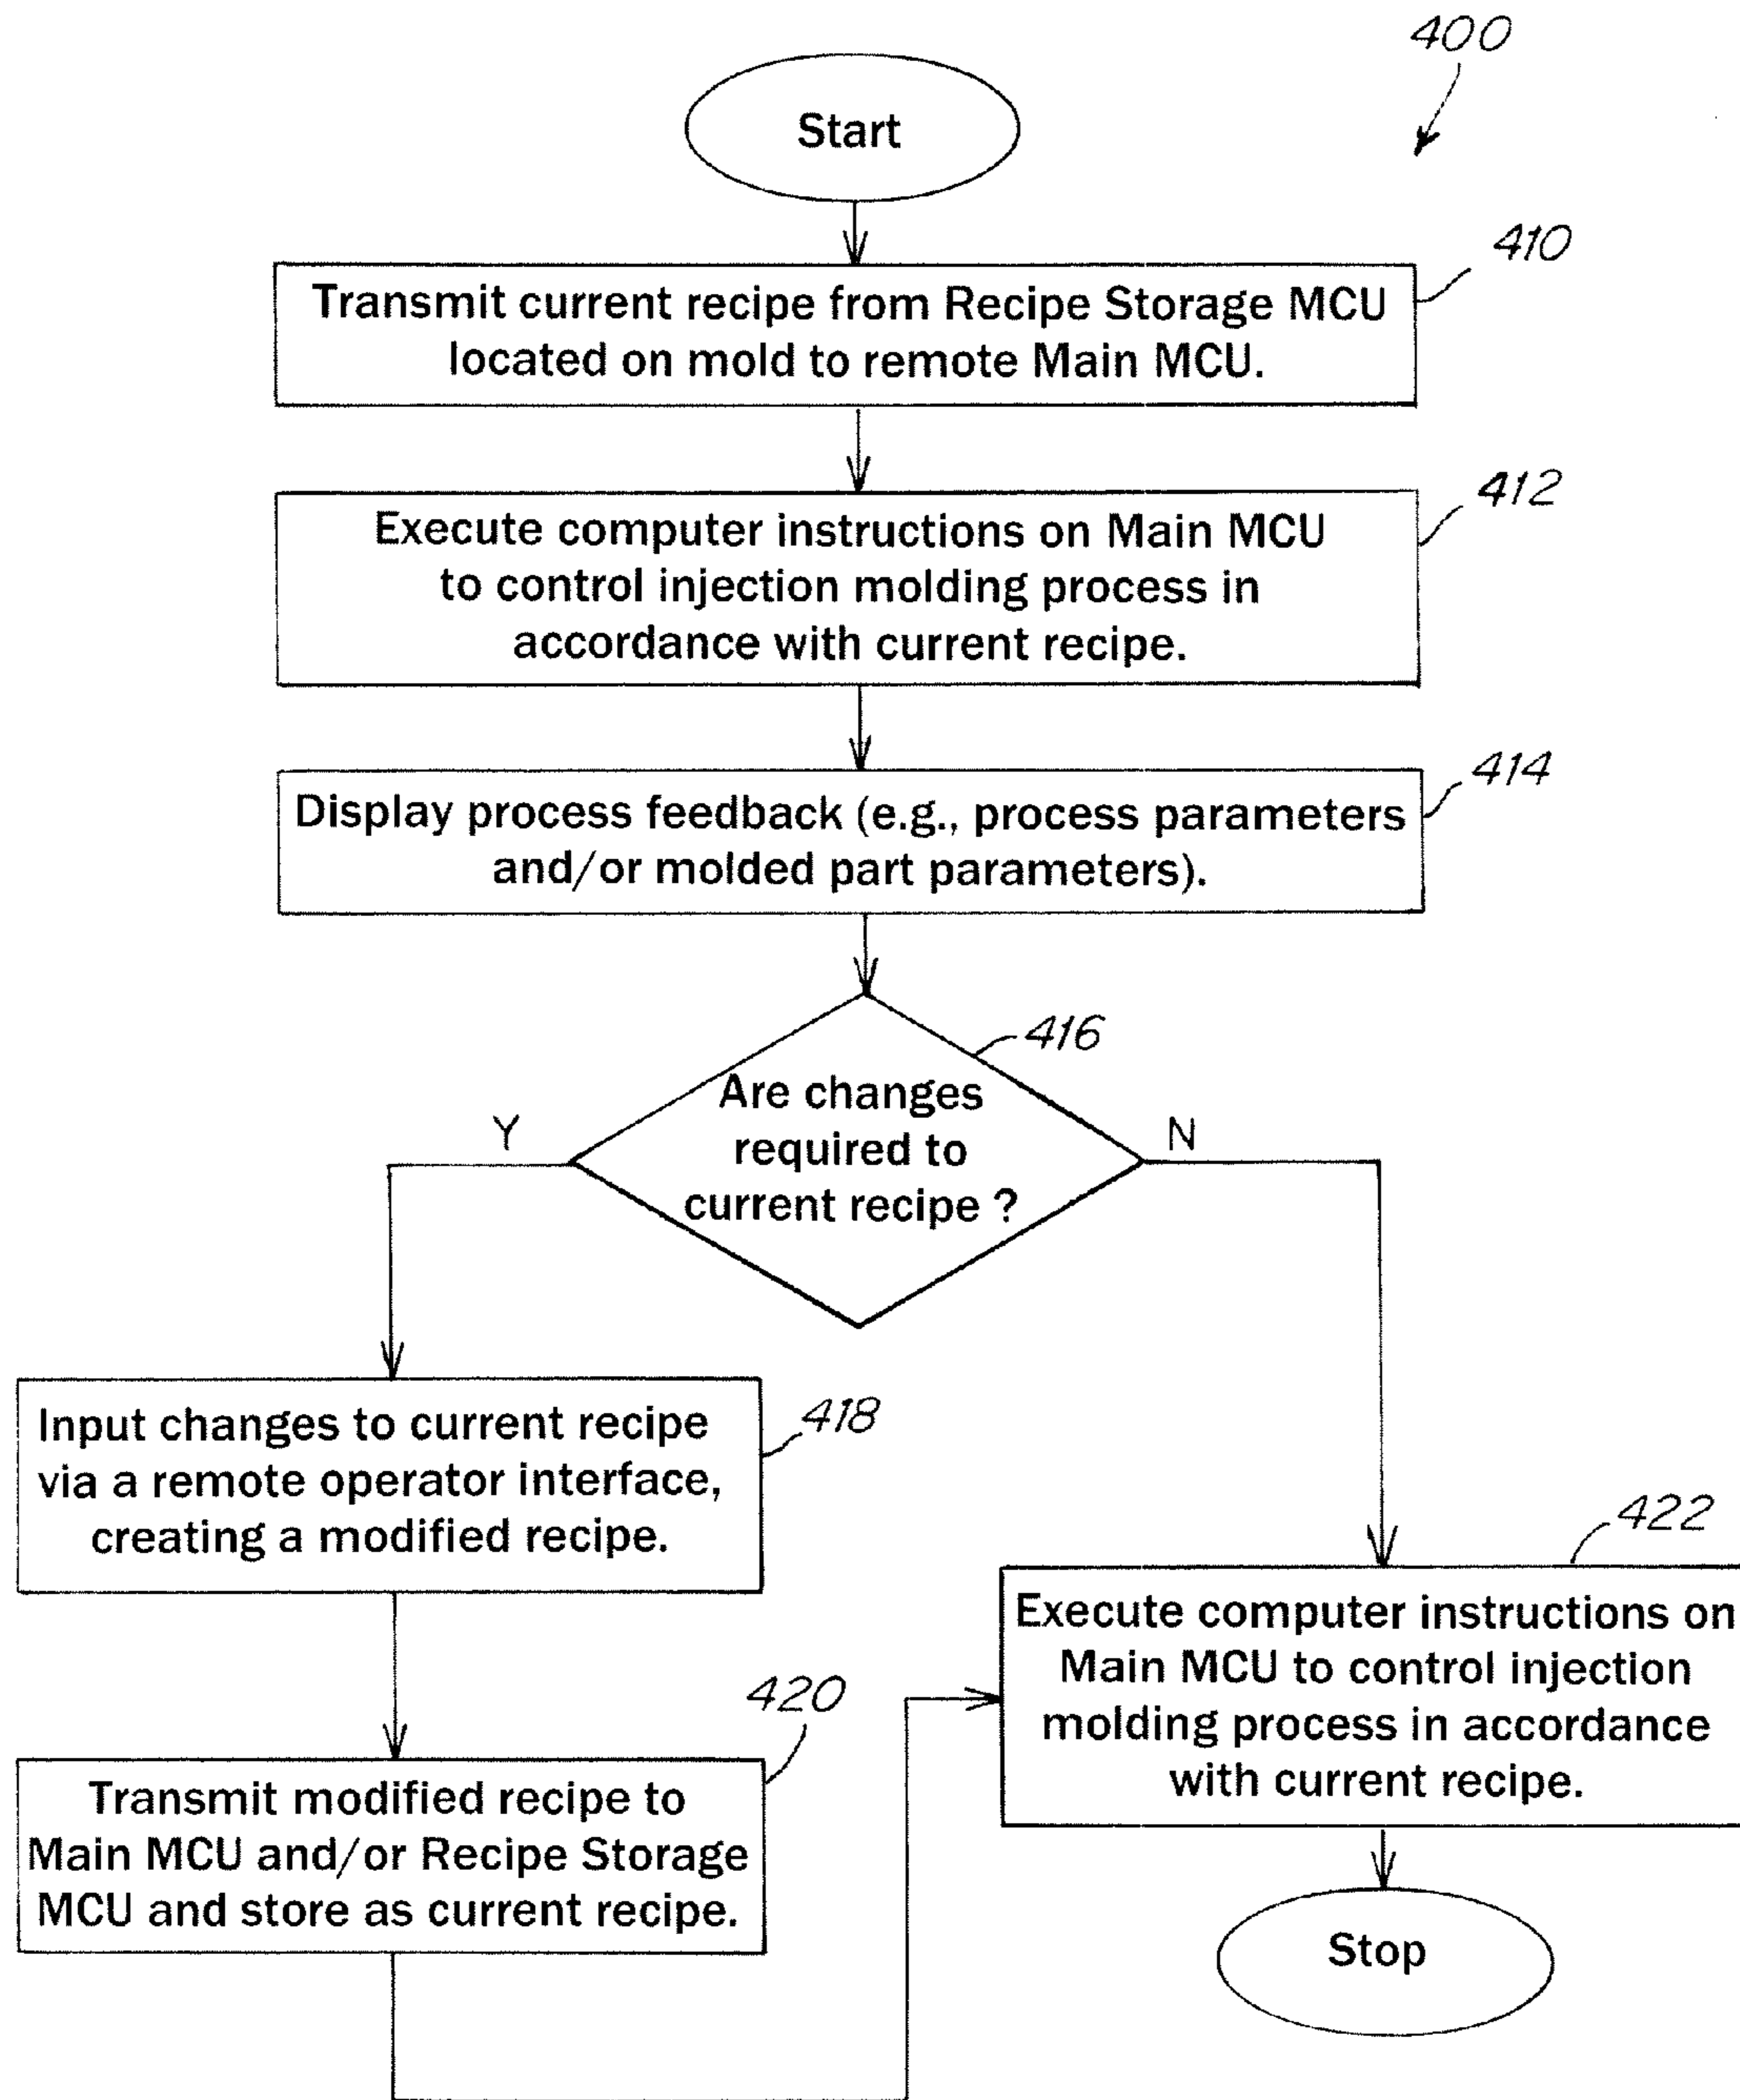 400
Start
410
Transmit current recipe from Recipe Storage MCU
located on mold to remote Main MCU.
412
Execute computer instructions on Main MCU
to control injection molding process in
accordance with current recipe.
414
Display process feedback (e.g., process parameters
and/or molded part parameters).
416
Are changes
required to
current recipe ?
Y
N
418
Input changes to current recipe
via a remote operator interface,
creating a modified recipe.
420
Transmit modified recipe to
Main MCU and/or Recipe Storage
MCU and store as current recipe.
422
Execute computer instructions on
Main MCU to control injection
molding process in accordance
with current recipe.
Stop